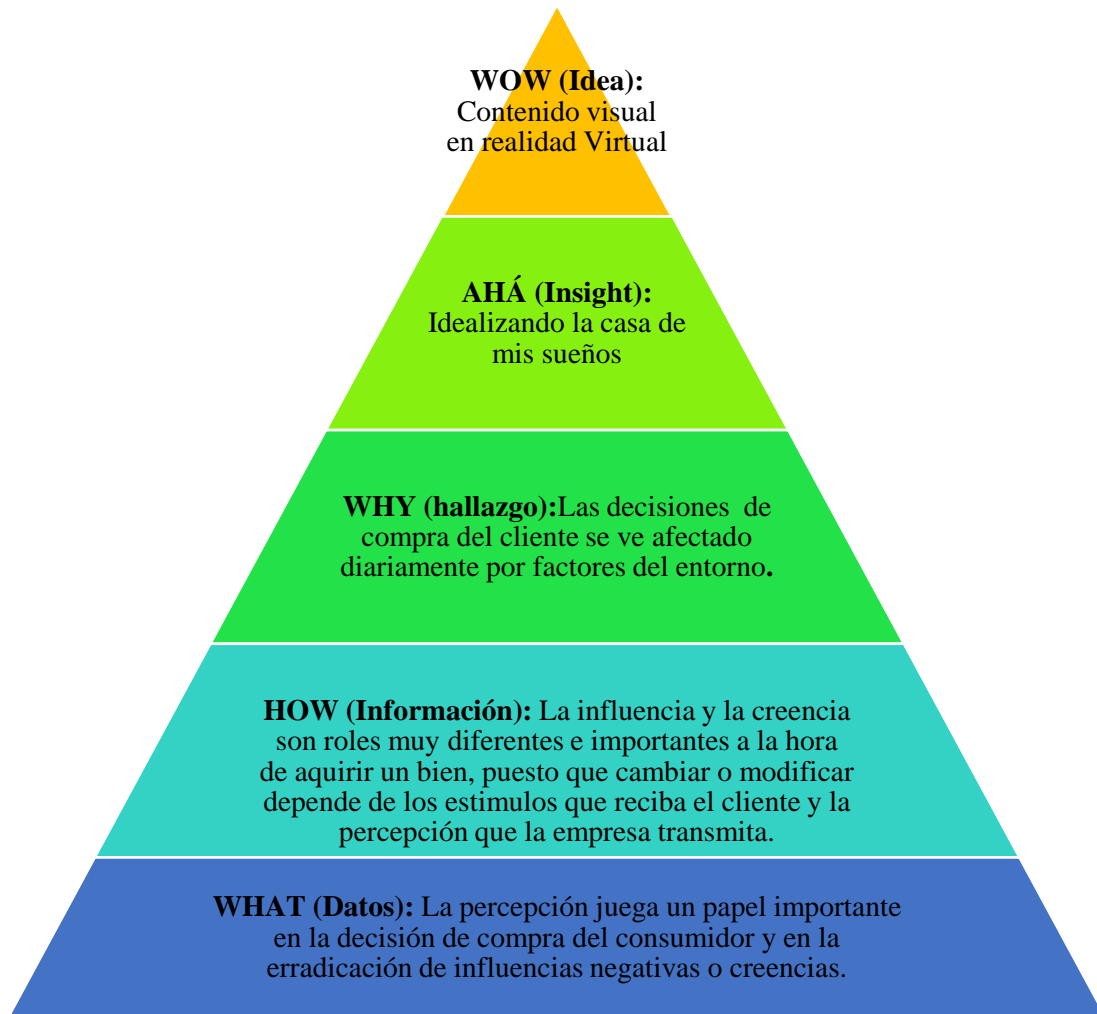 WOW (Idea):
Contenido visual
en realidad Virtual
AHÁ (Insight):
Idealizando la casa de
mis sueños
WHY (hallazgo):Las decisiones  de
compra del cliente se ve afectado
diariamente por factores del entorno.
HOW (Información): La influencia y la creencia
son roles muy diferentes e importantes a la hora
de aquirir un bien, puesto que cambiar o modificar
depende de los estimulos que reciba el cliente y la
percepción que la empresa transmita.
WHAT (Datos): La percepción juega un papel importante
en la decisión de compra del consumidor y en la
erradicación de influencias negativas o creencias.